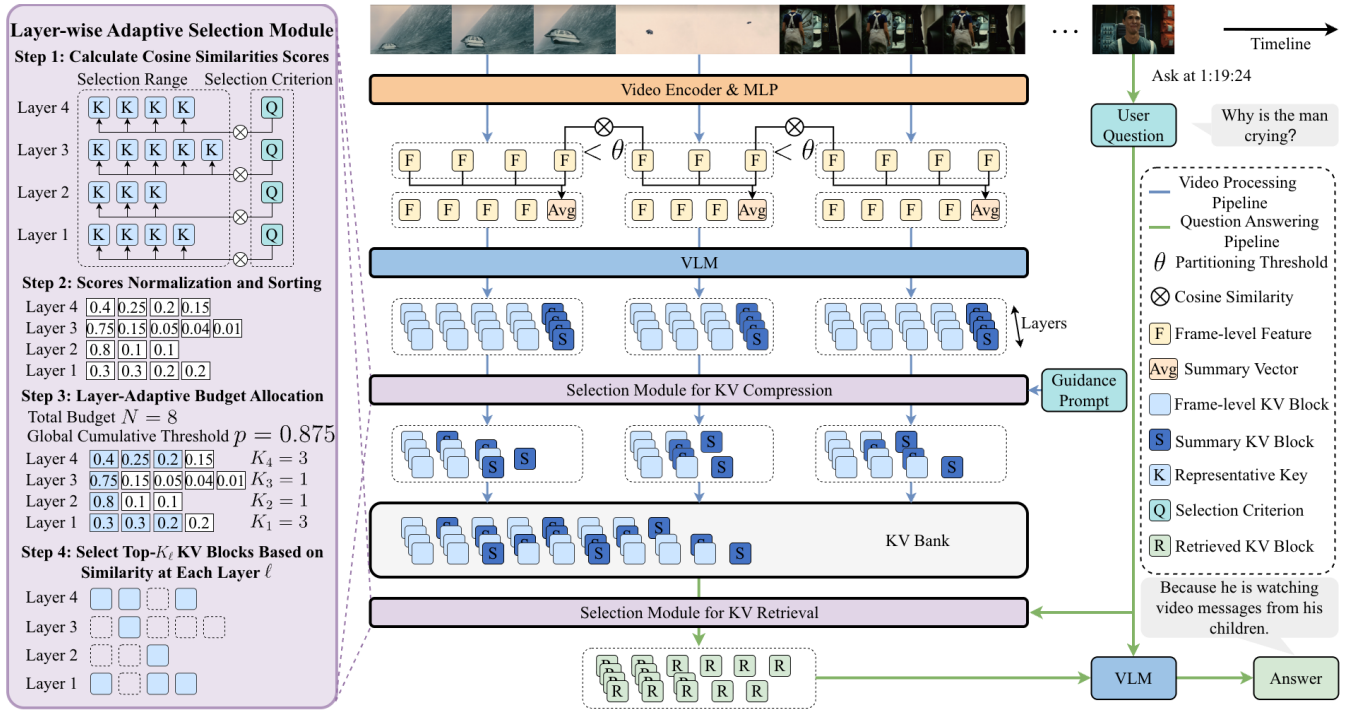 Layer-wise Adaptive Selection Module
Step 1: Calculate Cosine Similarities Scores
Selection Range Selection Criterion
Layer 4 K K K K Q
Layer 3 K K K K K Q
Layer 2 K K K Q
Layer 1 K K K K Q
Step 2: Scores Normalization and Sorting
Layer 4 0.4 0.25 0.2 0.15
Layer 3 0.75 0.15 0.05 0.04 0.01
Layer 2 0.8 0.1 0.1
Layer 1 0.3 0.3 0.2 0.2
Step 3: Layer-Adaptive Budget Allocation
Total Budget N = 8
Global Cumulative Threshold p = 0.875
Layer 4 0.4 0.25 0.2 0.15 K₄ = 3
Layer 3 0.75 0.15 0.05 0.04 0.01 K₃ = 1
Layer 2 0.8 0.1 0.1 K₂ = 1
Layer 1 0.3 0.3 0.2 0.2 K₁ = 3
Step 4: Select Top-Kℓ KV Blocks Based on
Similarity at Each Layer ℓ
Layer 4
Layer 3
Layer 2
Layer 1
Video Encoder & MLP
F F F F < θ F F F < θ F F F F
F F F F Avg F F F Avg F F F F Avg
VLM
S S S
S S S
S S S
S S S
Layers
Selection Module for KV Compression
Guidance
Prompt
S S S S S S
S S S S S S
KV Bank
S S S S S
S S S S
Selection Module for KV Retrieval
R R R R R R
R R
R R
R R R R R
... Timeline
Ask at 1:19:24
User
Question
Why is the man
crying?
Video Processing
Pipeline
Question Answering
Pipeline
θ Partitioning Threshold
Cosine Similarity
F Frame-level Feature
Avg Summary Vector
Frame-level KV Block
S Summary KV Block
K Representative Key
Q Selection Criterion
R Retrieved KV Block
Because he is watching
video messages from his
children.
VLM
Answer